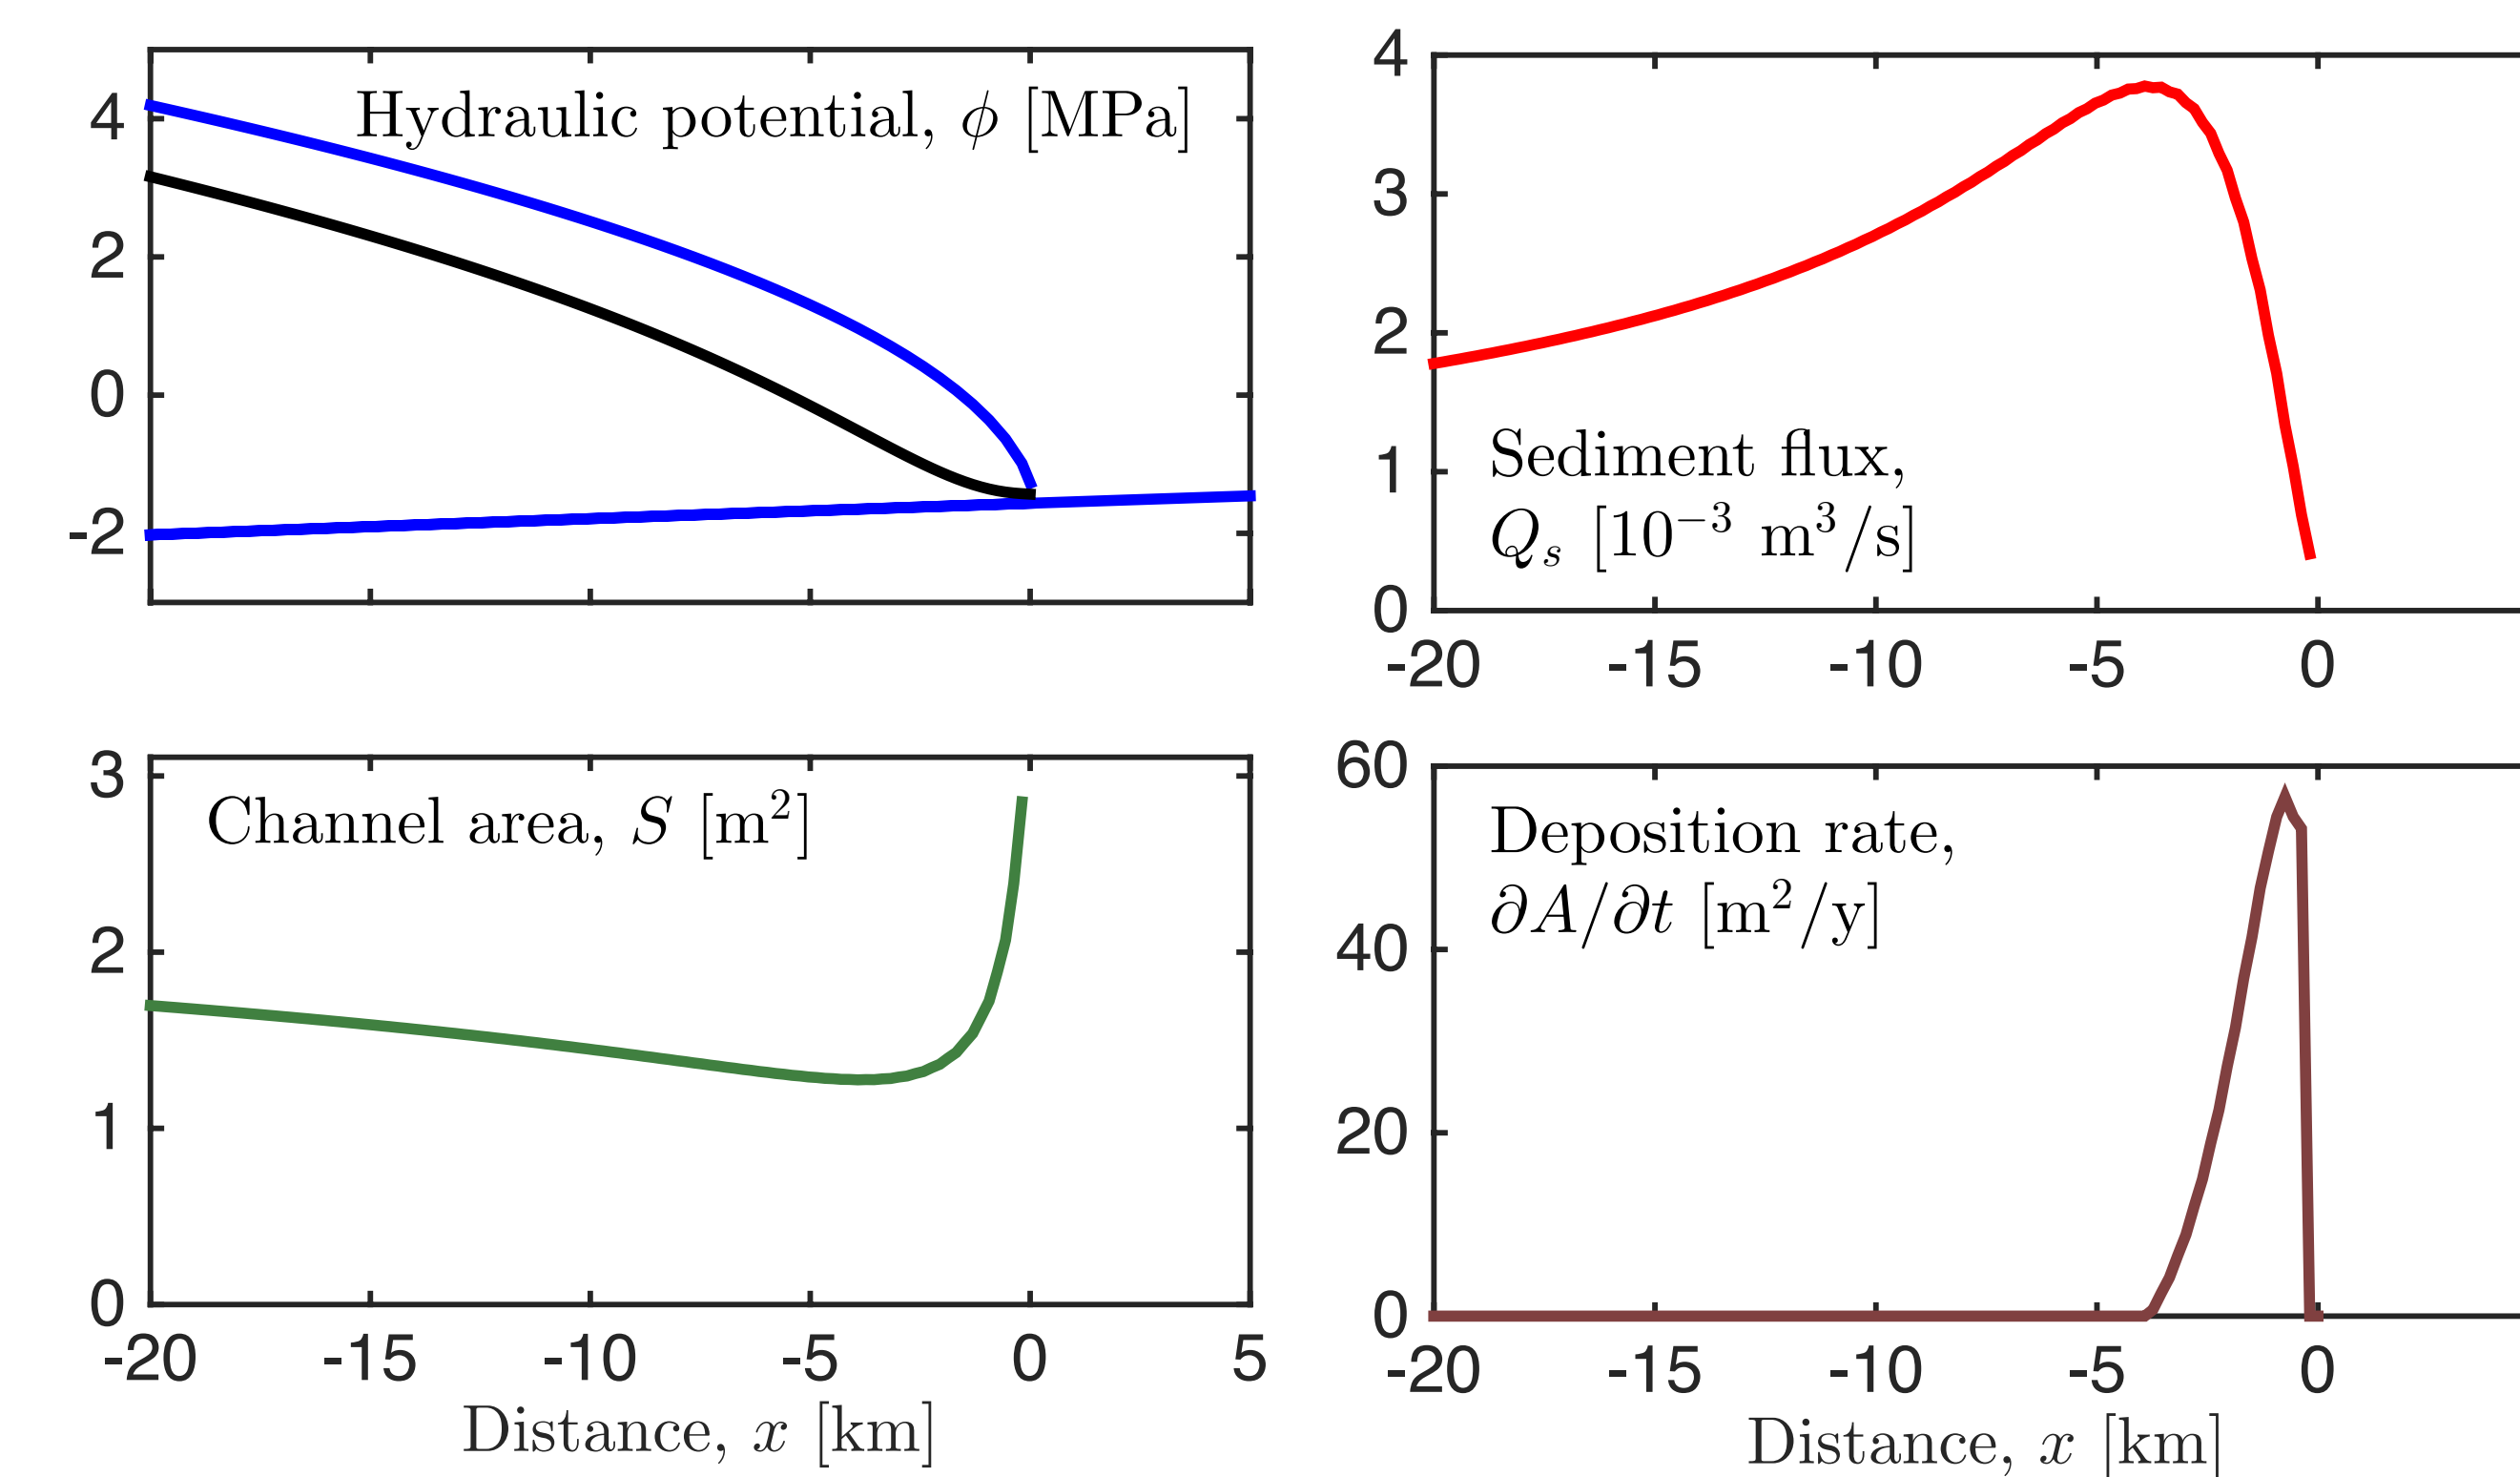 Hydraulic potential, ϕ [MPa]
4
2
0
-2
4
3
2
1
0
Sediment flux,
Qₛ [10⁻³ m³/s]
-20 -15 -10 -5 0
Channel area, S [m²]
3
2
1
0
-20 -15 -10 -5 0 5
Distance, x [km]
60
40
20
0
Deposition rate,
∂A/∂t [m²/y]
-20 -15 -10 -5 0
Distance, x [km]